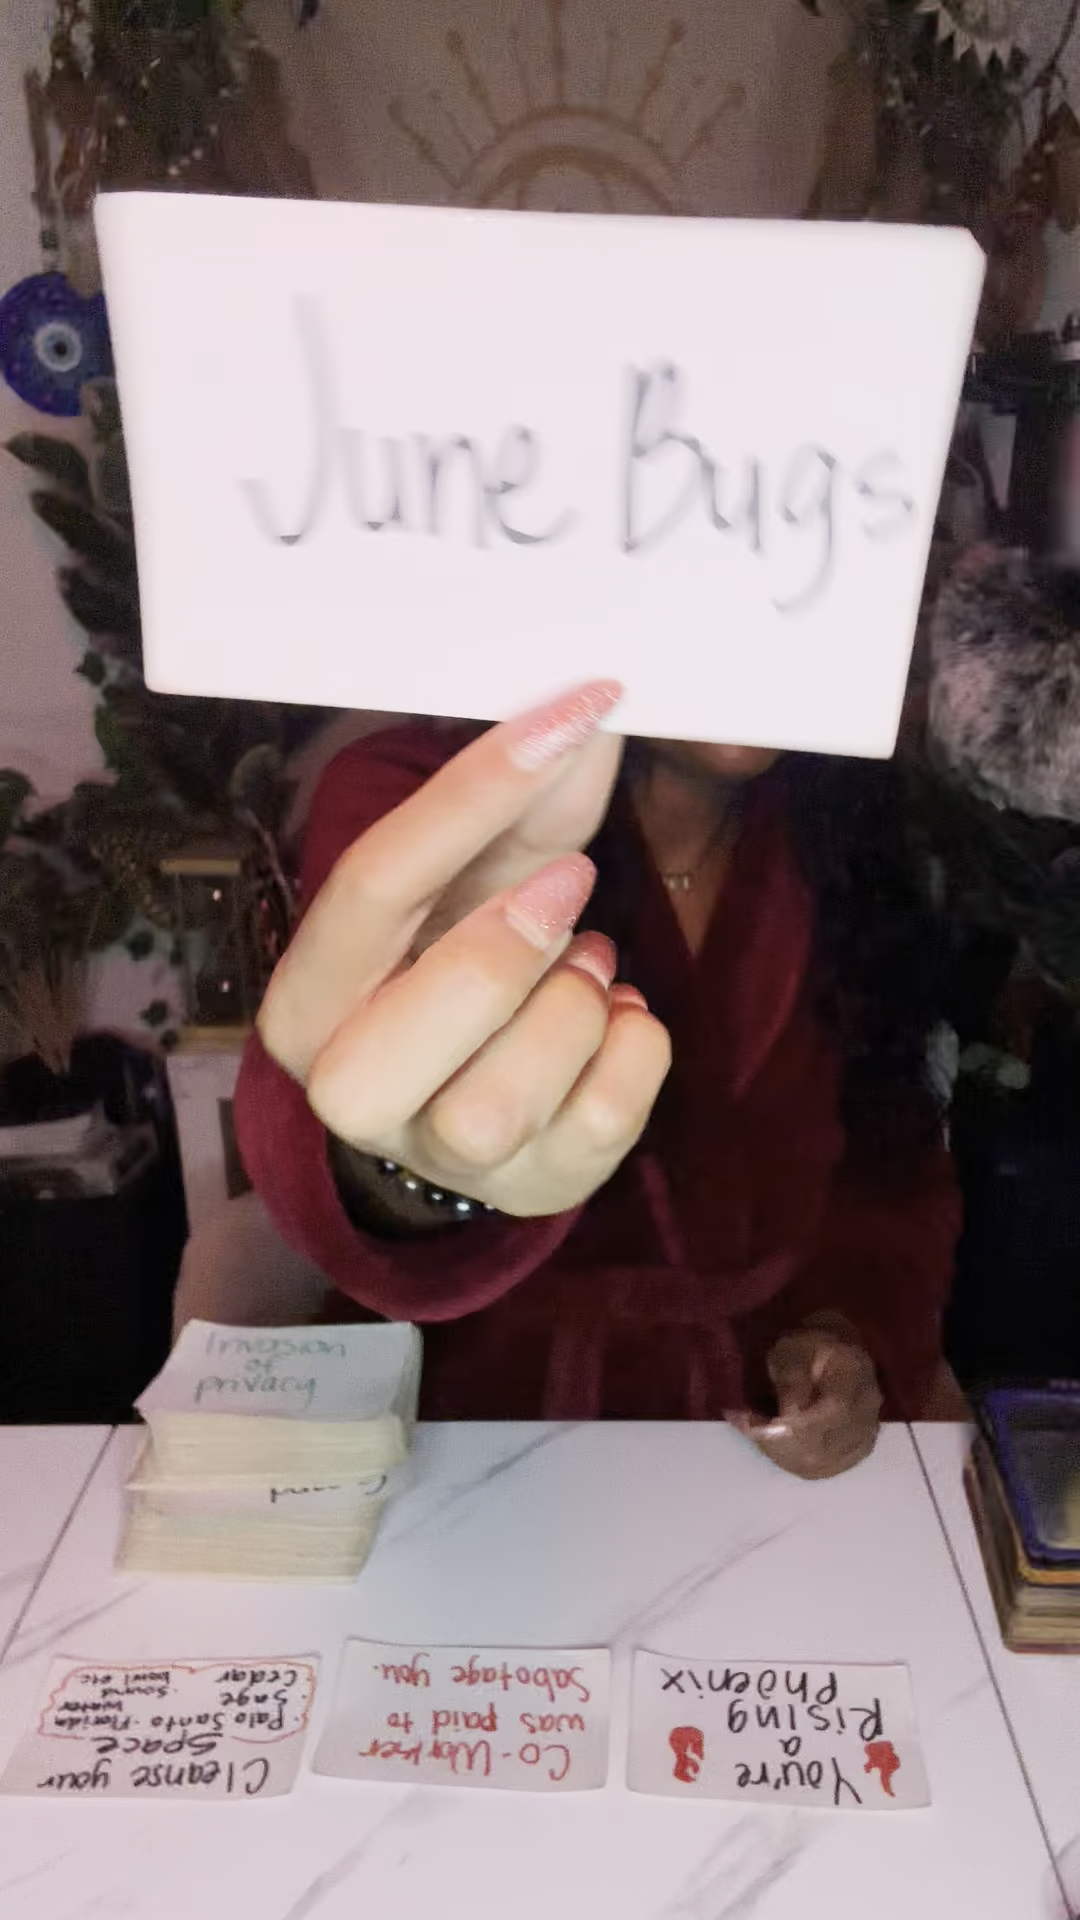 June Bugs
Invasion
of
privacy
Cleanse your
space
• Palo Santo • Florida water
• Sage • Sound bowl etc
Cedar
Co-Worker
was paid to
sabotage you.
You're
a
Rising
Phoenix